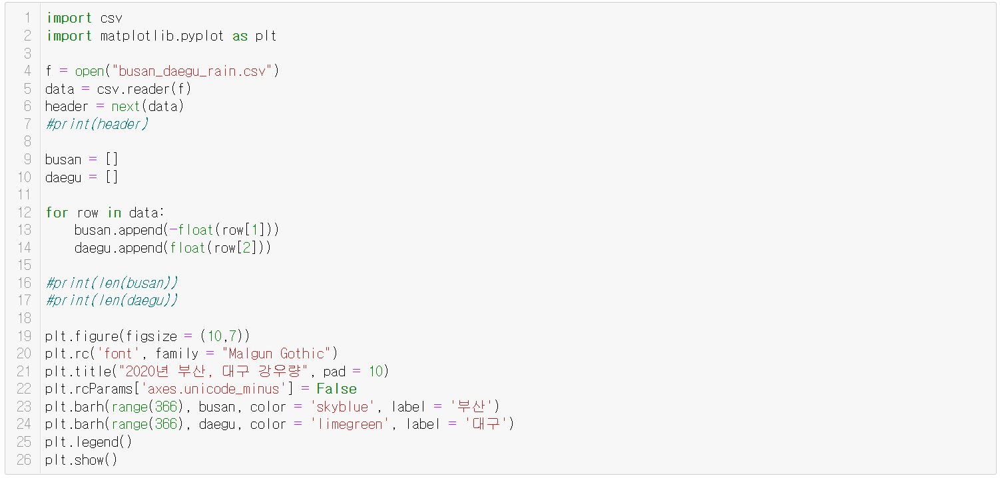 1 import csv
2 import matplotlib.pyplot as plt
3
4 f = open("busan_daegu_rain.csv")
5 data = csv.reader(f)
6 header = next(data)
7 #print(header)
8
9 busan = []
10 daegu = []
11
12 for row in data:
13     busan.append(-float(row[1]))
14     daegu.append(float(row[2]))
15
16 #print(len(busan))
17 #print(len(daegu))
18
19 plt.figure(figsize = (10,7))
20 plt.rc('font', family = "Malgun Gothic")
21 plt.title("2020년 부산, 대구 강우량", pad = 10)
22 plt.rcParams['axes.unicode_minus'] = False
23 plt.barh(range(366), busan, color = 'skyblue', label = '부산')
24 plt.barh(range(366), daegu, color = 'limegreen', label = '대구')
25 plt.legend()
26 plt.show()